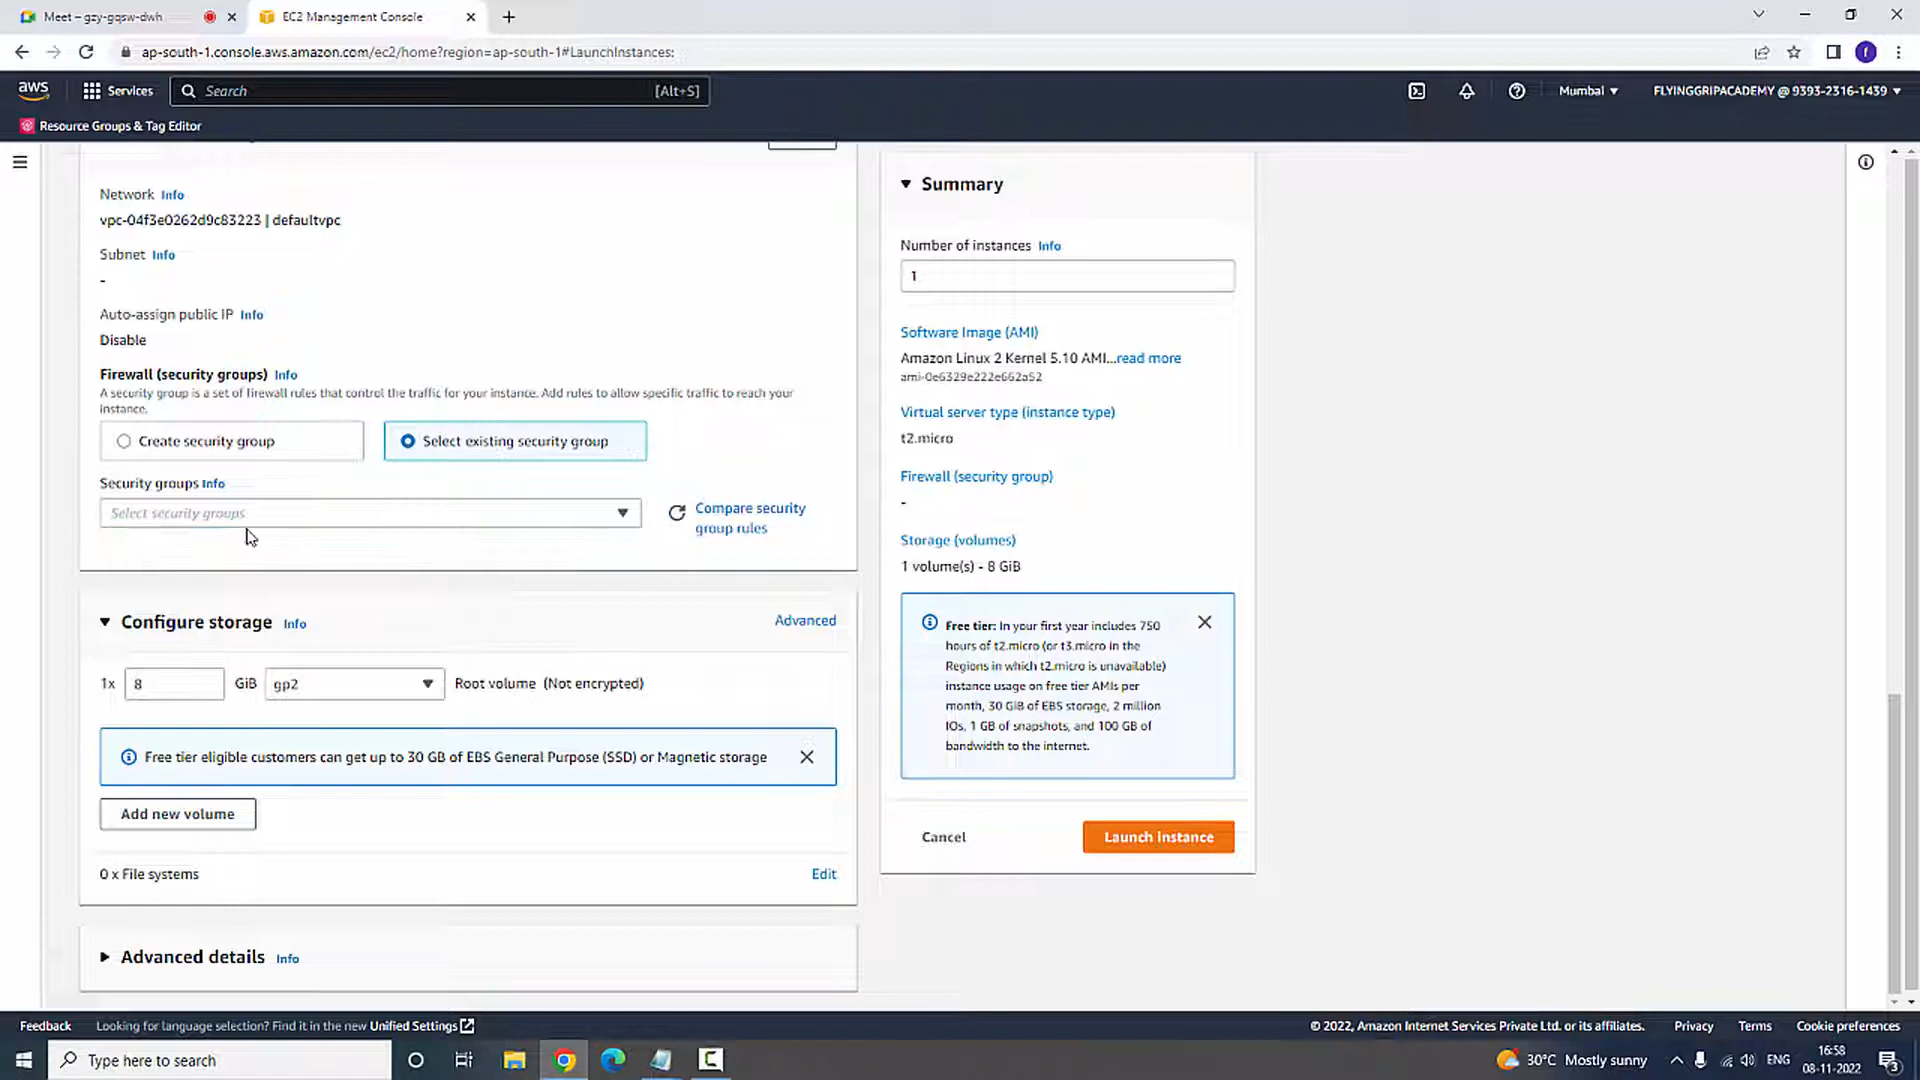 Meet – gzy-gqsw-dwh
EC2 Management Console
ap-south-1.console.aws.amazon.com/ec2/home?region=ap-south-1#LaunchInstances:
f
aws
Services
Search
[Alt+S]
Mumbai
FLYINGGRIPACADEMY @ 9393-2316-1439
Resource Groups & Tag Editor
Network Info
vpc-04f3e0262d9c83223 | defaultvpc
Subnet Info
-
Auto-assign public IP Info
Disable
Firewall (security groups) Info
A security group is a set of firewall rules that control the traffic for your instance. Add rules to allow specific traffic to reach your
instance.
Create security group
Select existing security group
Security groups Info
Select security groups
Compare security
group rules
Configure storage Info
Advanced
1x 8 GiB gp2 Root volume (Not encrypted)
Free tier eligible customers can get up to 30 GB of EBS General Purpose (SSD) or Magnetic storage
Add new volume
0 x File systems
Edit
Advanced details Info
Summary
Number of instances Info
1
Software Image (AMI)
Amazon Linux 2 Kernel 5.10 AMI...read more
ami-0e6329e222e662a52
Virtual server type (instance type)
t2.micro
Firewall (security group)
-
Storage (volumes)
1 volume(s) - 8 GiB
Free tier: In your first year includes 750
hours of t2.micro (or t3.micro in the
Regions in which t2.micro is unavailable)
instance usage on free tier AMIs per
month, 30 GiB of EBS storage, 2 million
IOs, 1 GB of snapshots, and 100 GB of
bandwidth to the internet.
Cancel
Launch instance
Feedback
Looking for language selection? Find it in the new Unified Settings
© 2022, Amazon Internet Services Private Ltd. or its affiliates.
Privacy
Terms
Cookie preferences
Type here to search
30°C Mostly sunny
ENG
16:58
08-11-2022
3